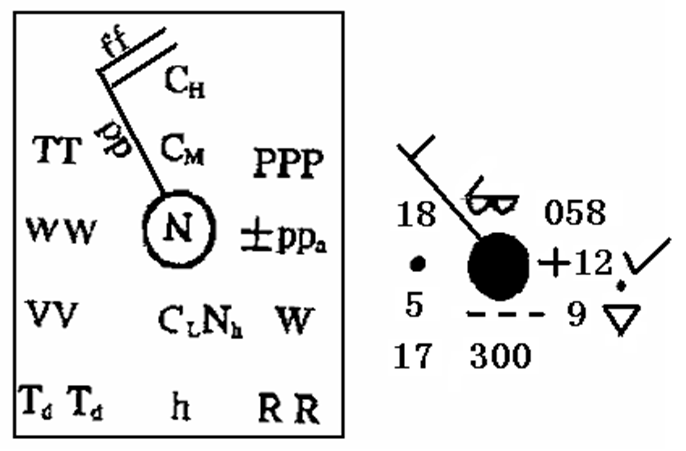 ff
C_H
pp
TT C_M PPP
WW N ±pp_a
VV C_L N_h W
T_d T_d h R R
18 058
+12
5 9
17 300